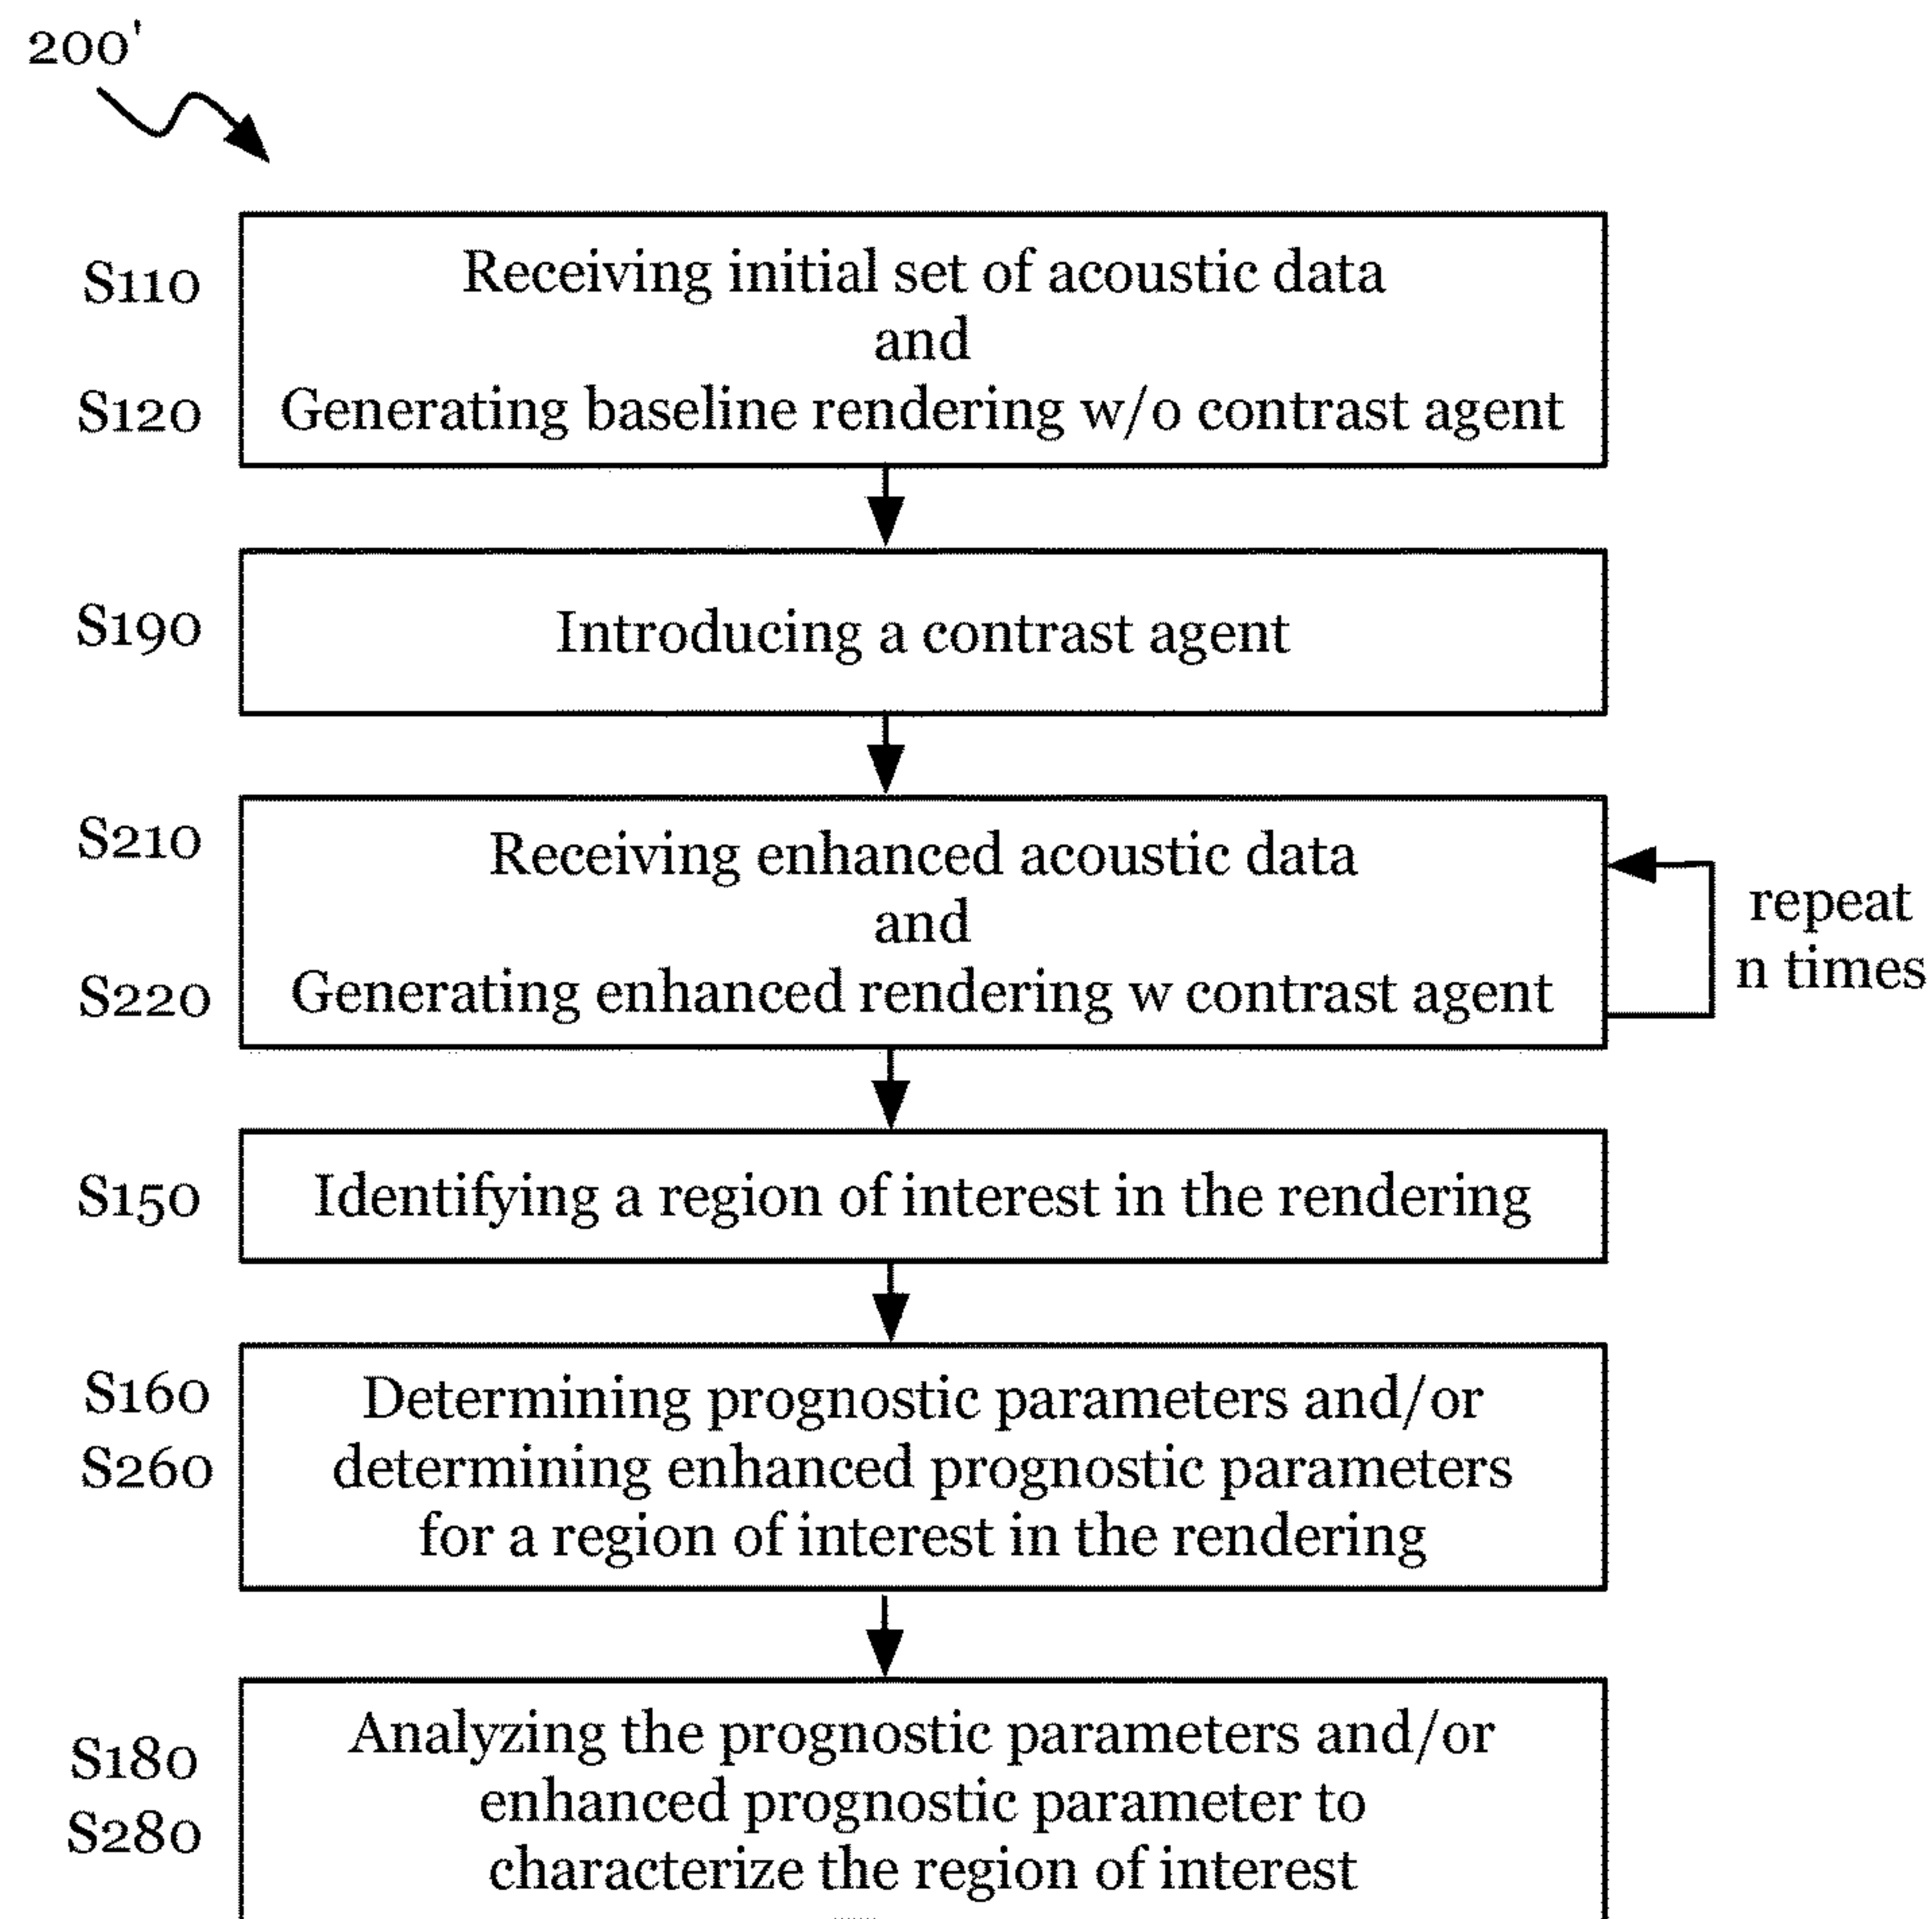 200'
S110
Receiving initial set of acoustic data
and
S120
Generating baseline rendering w/o contrast agent
S190
Introducing a contrast agent
S210
Receiving enhanced acoustic data
and
S220
Generating enhanced rendering w contrast agent
repeat
n times
S150
Identifying a region of interest in the rendering
S160
Determining prognostic parameters and/or
S260
determining enhanced prognostic parameters
for a region of interest in the rendering
S180
Analyzing the prognostic parameters and/or
S280
enhanced prognostic parameter to
characterize the region of interest